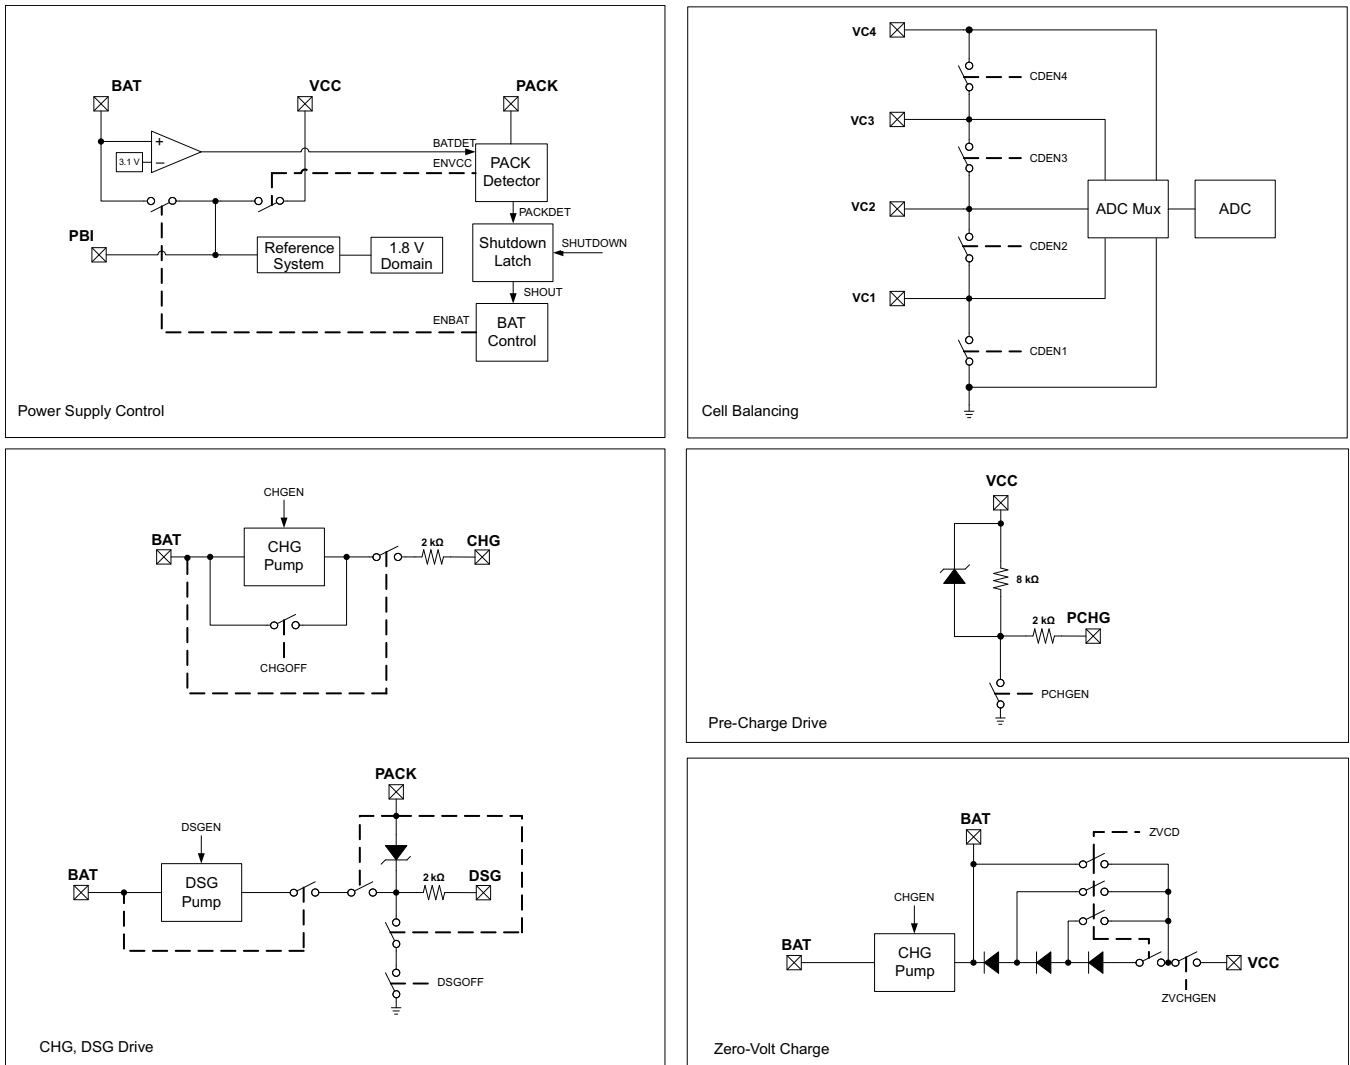 BAT
VCC
PACK
3.1 V
+
−
BATDET
ENVCC
PACK
Detector
PACKDET
PBI
Reference
System
1.8 V
Domain
Shutdown
Latch
SHUTDOWN
SHOUT
ENBAT
BAT
Control
Power Supply Control
VC4
CDEN4
VC3
CDEN3
VC2
ADC Mux
ADC
CDEN2
VC1
CDEN1
Cell Balancing
CHGEN
BAT
CHG
Pump
2 kΩ
CHG
CHGOFF
PACK
DSGEN
BAT
DSG
Pump
2 kΩ
DSG
DSGOFF
CHG, DSG Drive
VCC
8 kΩ
2 kΩ
PCHG
PCHGEN
Pre-Charge Drive
BAT
ZVCD
CHGEN
BAT
CHG
Pump
VCC
ZVCHGEN
Zero-Volt Charge